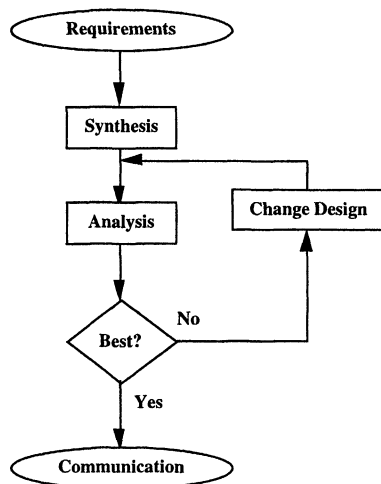 Requirements
Synthesis
Analysis
Change Design
No
Best?
Yes
Communication